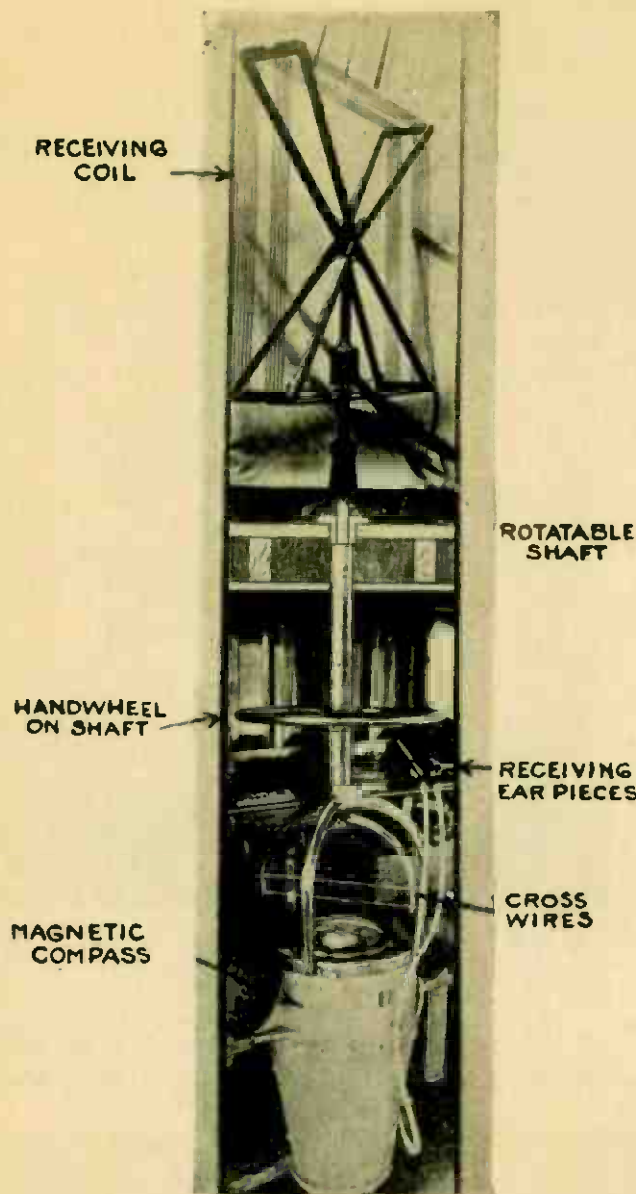 RECEIVING
COIL
ROTATABLE
SHAFT
HANDWHEEL
ON SHAFT
RECEIVING
EAR PIECES
CROSS
WIRES
MAGNETIC
COMPASS